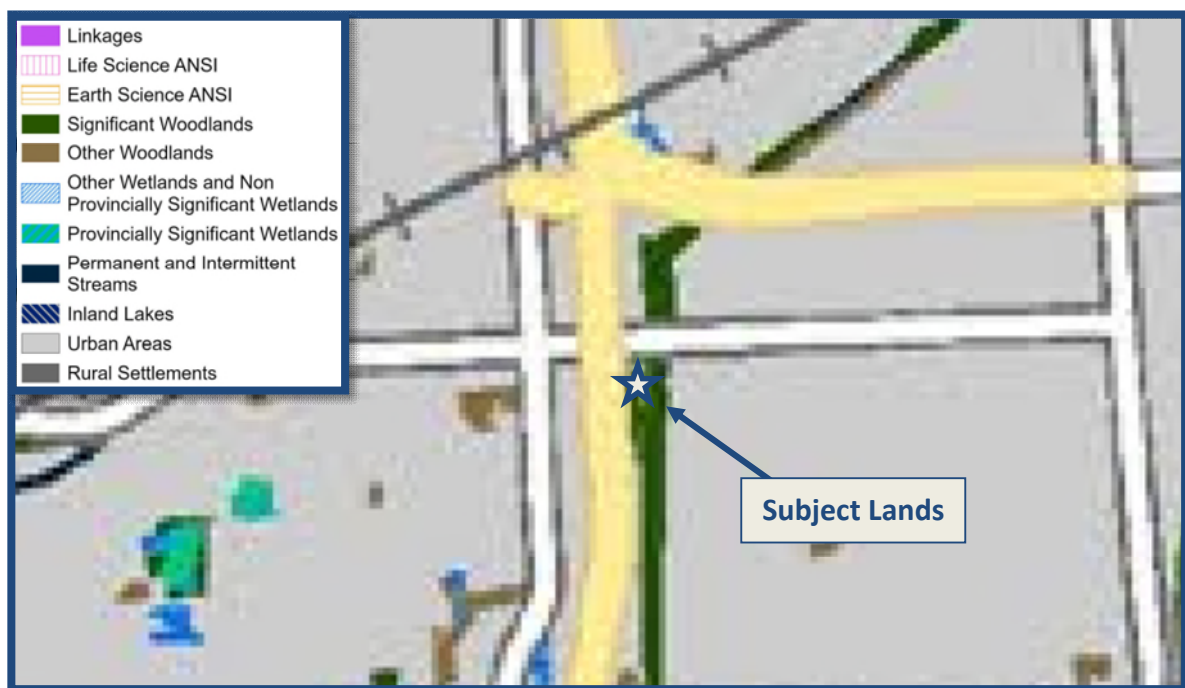 Linkages
Life Science ANSI
Earth Science ANSI
Significant Woodlands
Other Woodlands
Other Wetlands and Non
Provincially Significant Wetlands
Provincially Significant Wetlands
Permanent and Intermittent
Streams
Inland Lakes
Urban Areas
Rural Settlements
Subject Lands